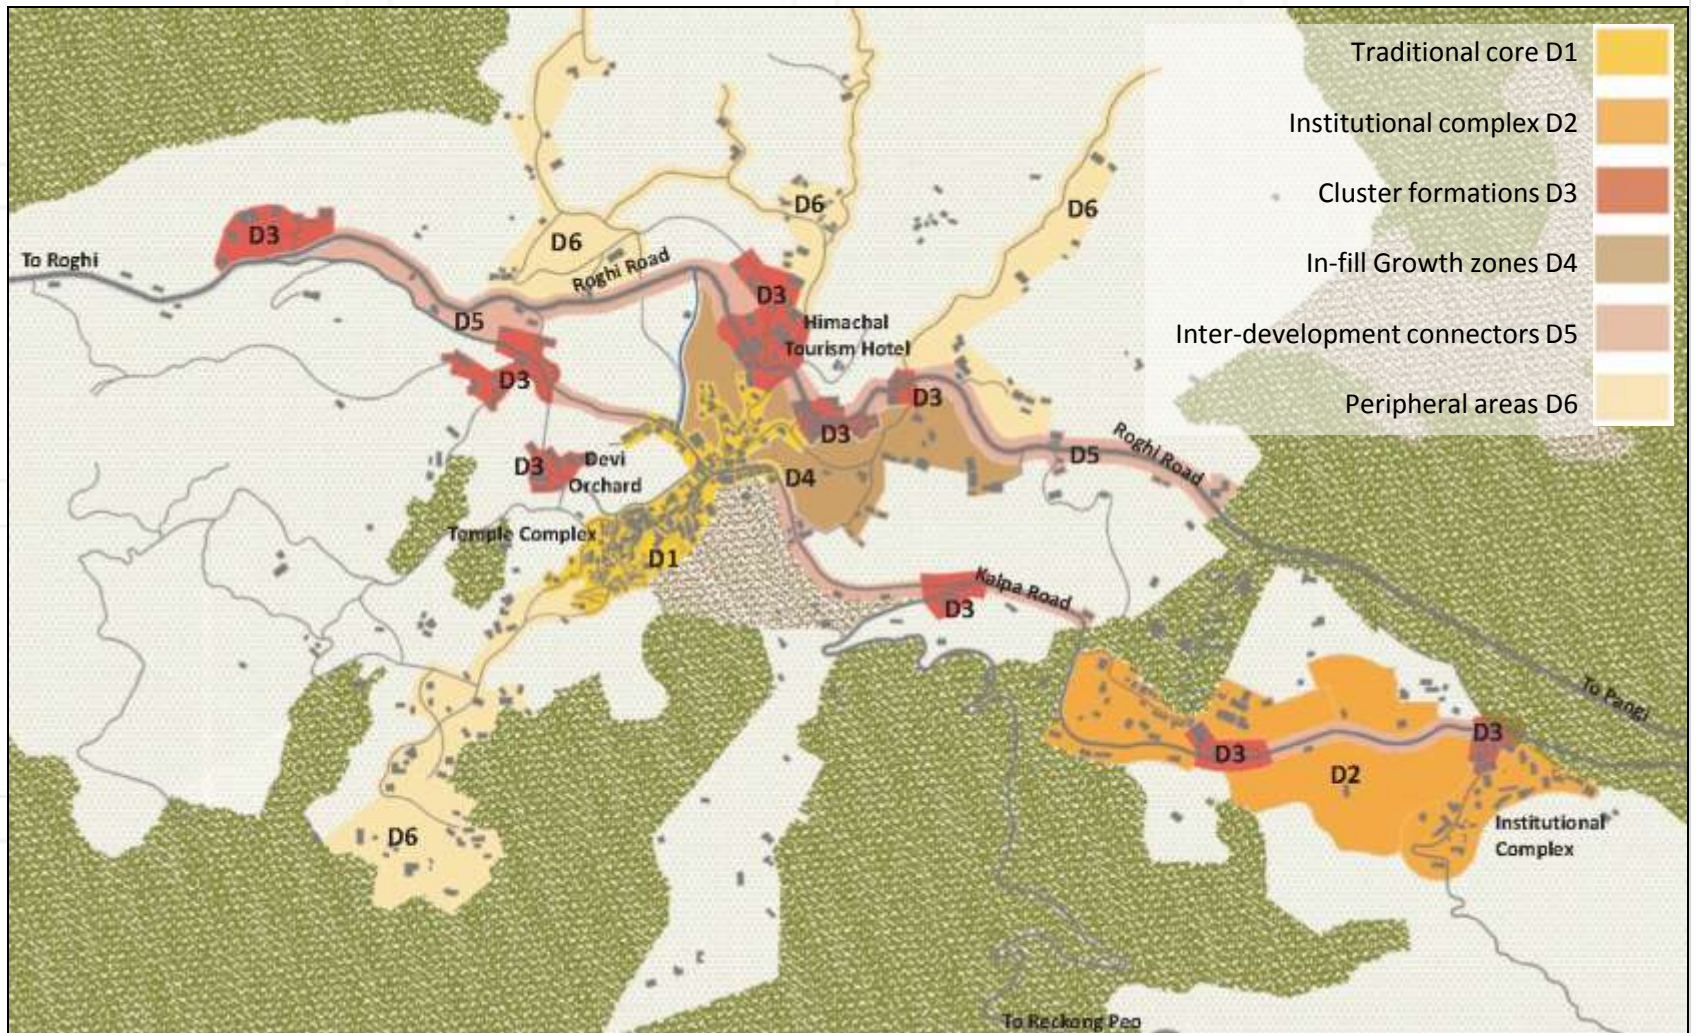 Traditional core D1
Institutional complex D2
Cluster formations D3
In-fill Growth zones D4
Inter-development connectors D5
Peripheral areas D6
D6
D6
D6
D3
To Roghi
Roghi Road
D5
D3
Himachal
Tourism Hotel
D3
D3
D3
D3
Devi
Orchard
D4
D5
Roghi Road
Temple Complex
D1
Kalpa Road
D3
To Pangi
D3
D3
D2
Institutional
Complex
D6
To Reckong Peo